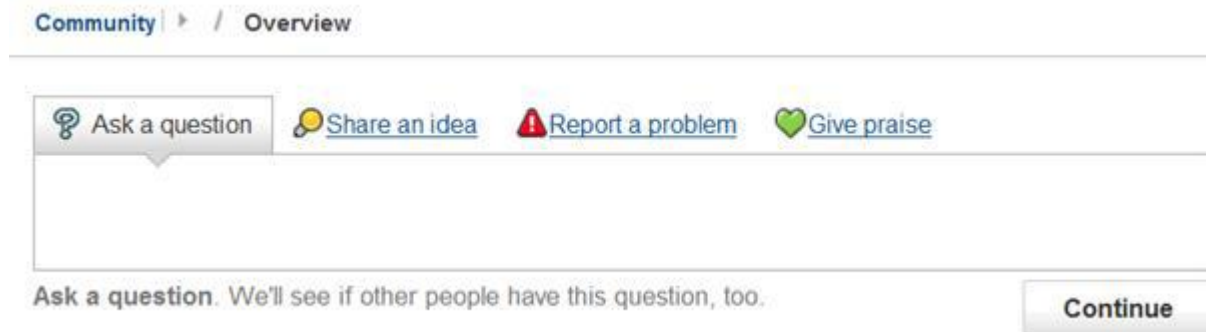 Community / Overview
Ask a question Share an idea Report a problem Give praise
Ask a question. We'll see if other people have this question, too.
Continue